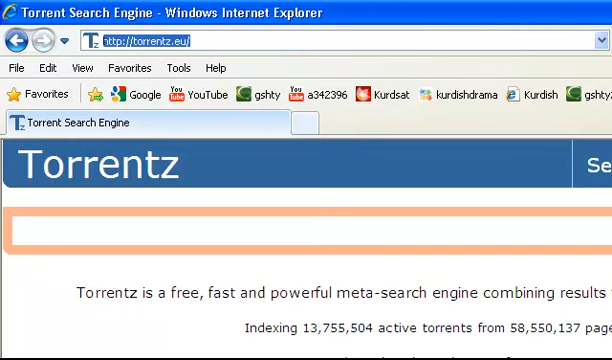 Torrent Search Engine - Windows Internet Explorer
http://torrentz.eu/
File Edit View Favorites Tools Help
Favorites Google YouTube gshty a342396 Kurdsat kurdishdrama Kurdish gshty
Torrent Search Engine
Torrentz Se
Torrentz is a free, fast and powerful meta-search engine combining results
Indexing 13,755,504 active torrents from 58,550,137 page